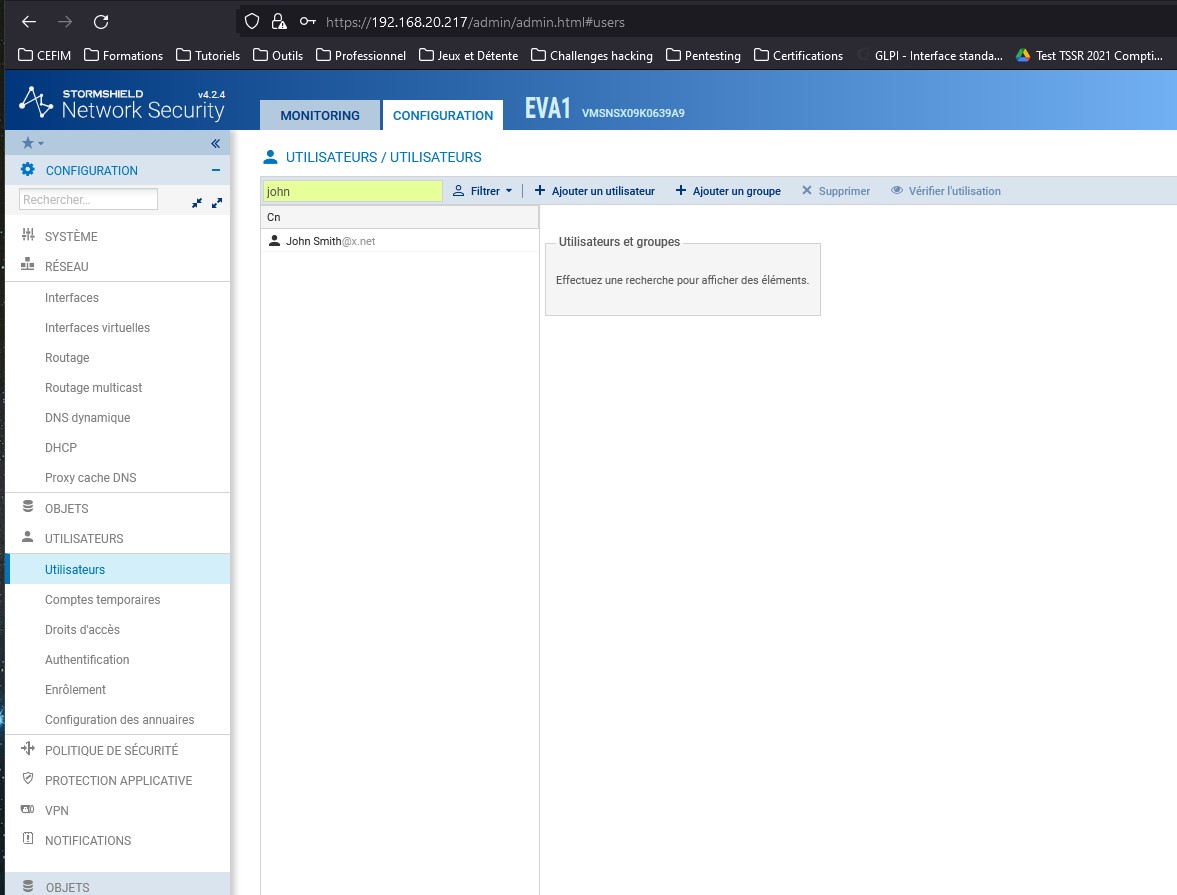 https://192.168.20.217/admin/admin.html#users
CEFIM Formations Tutoriels Outils Professionnel Jeux et Détente Challenges hacking Pentesting Certifications GLPI - Interface standa... Test TSSR 2021 Compti...
STORMSHIELD v4.2.4
Network Security
MONITORING CONFIGURATION EVA1 VMSNSX09K0639A9
CONFIGURATION
Rechercher...
SYSTÈME
RÉSEAU
Interfaces
Interfaces virtuelles
Routage
Routage multicast
DNS dynamique
DHCP
Proxy cache DNS
OBJETS
UTILISATEURS
Utilisateurs
Comptes temporaires
Droits d'accès
Authentification
Enrôlement
Configuration des annuaires
POLITIQUE DE SÉCURITÉ
PROTECTION APPLICATIVE
VPN
NOTIFICATIONS
OBJETS
UTILISATEURS / UTILISATEURS
john Filtrer Ajouter un utilisateur Ajouter un groupe Supprimer Vérifier l'utilisation
Cn
John Smith@x.net
Utilisateurs et groupes
Effectuez une recherche pour afficher des éléments.